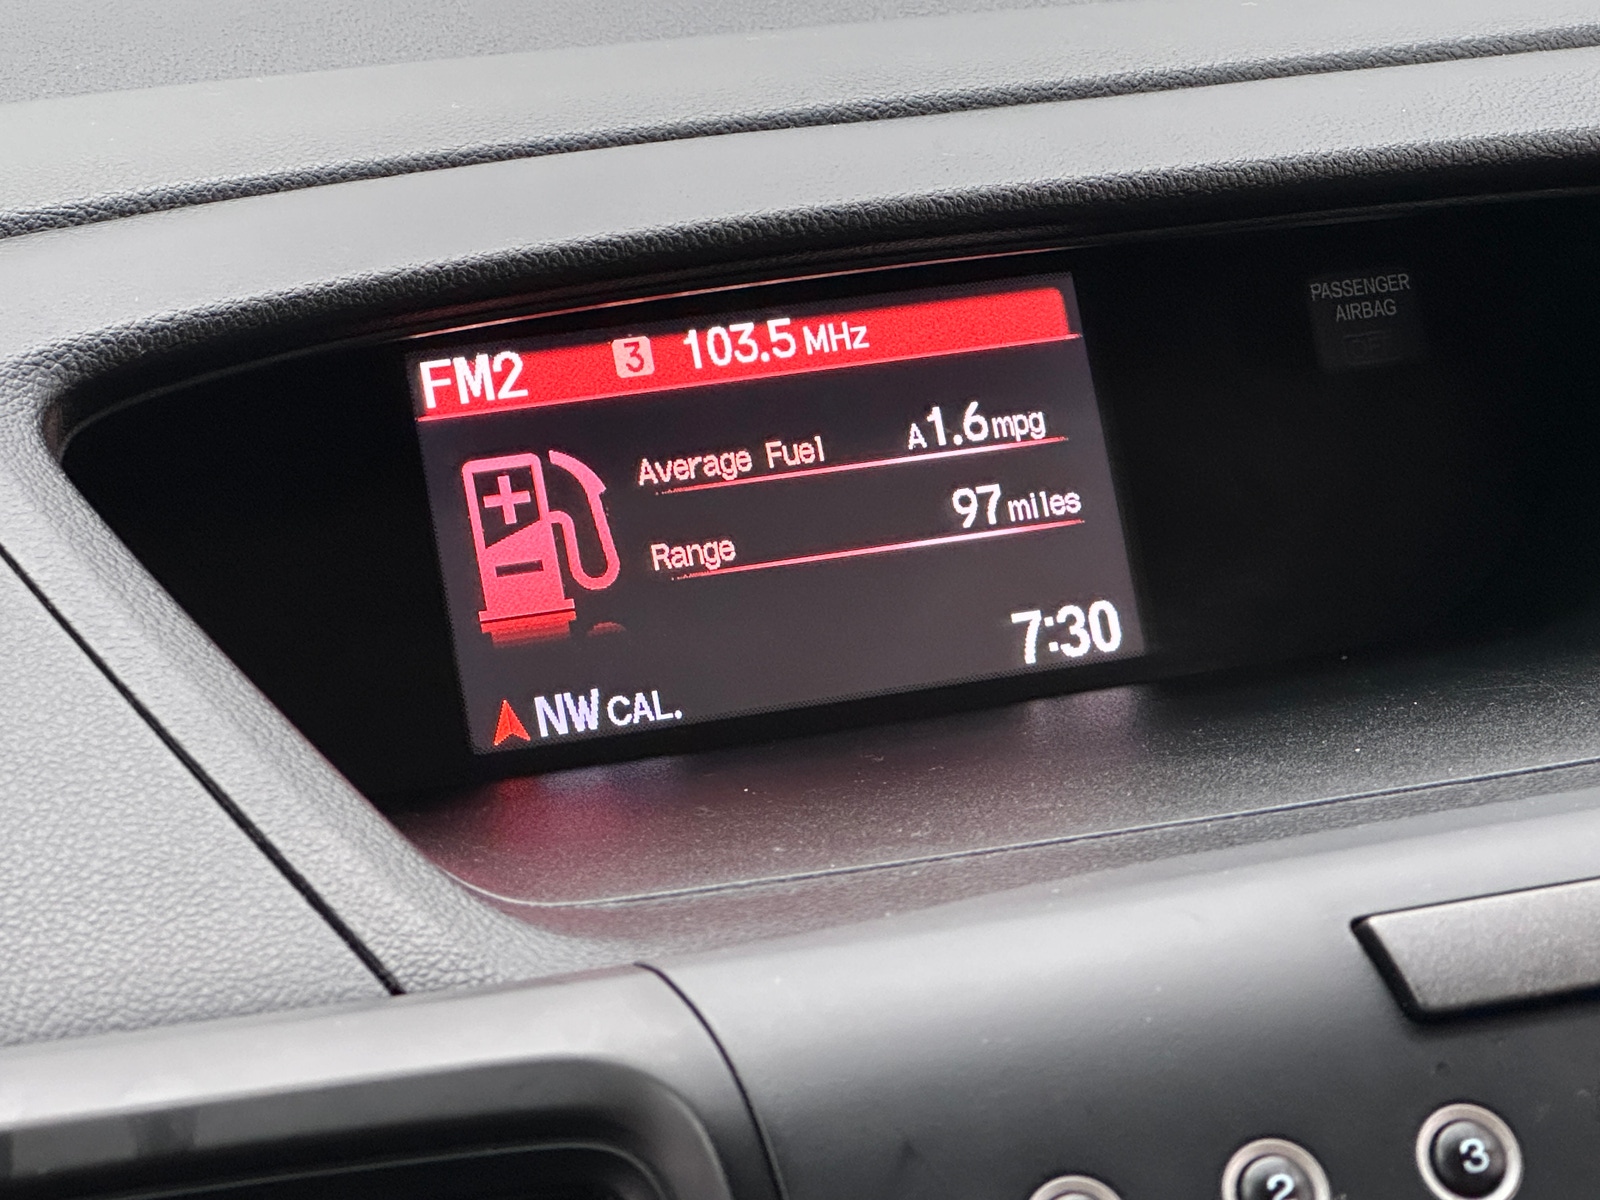 FM2 3 103.5 MHz
Average Fuel A 1.6 mpg
Range 97 miles
7:30
NW CAL.
PASSENGER
AIRBAG
OFF
2
3